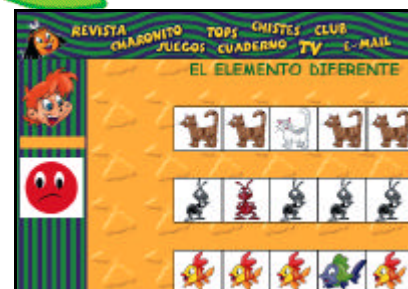 REVISTA TOPS CHISTES CLUB
CHARONITO JUEGOS CUADERNO TV E-MAIL
EL ELEMENTO DIFERENTE